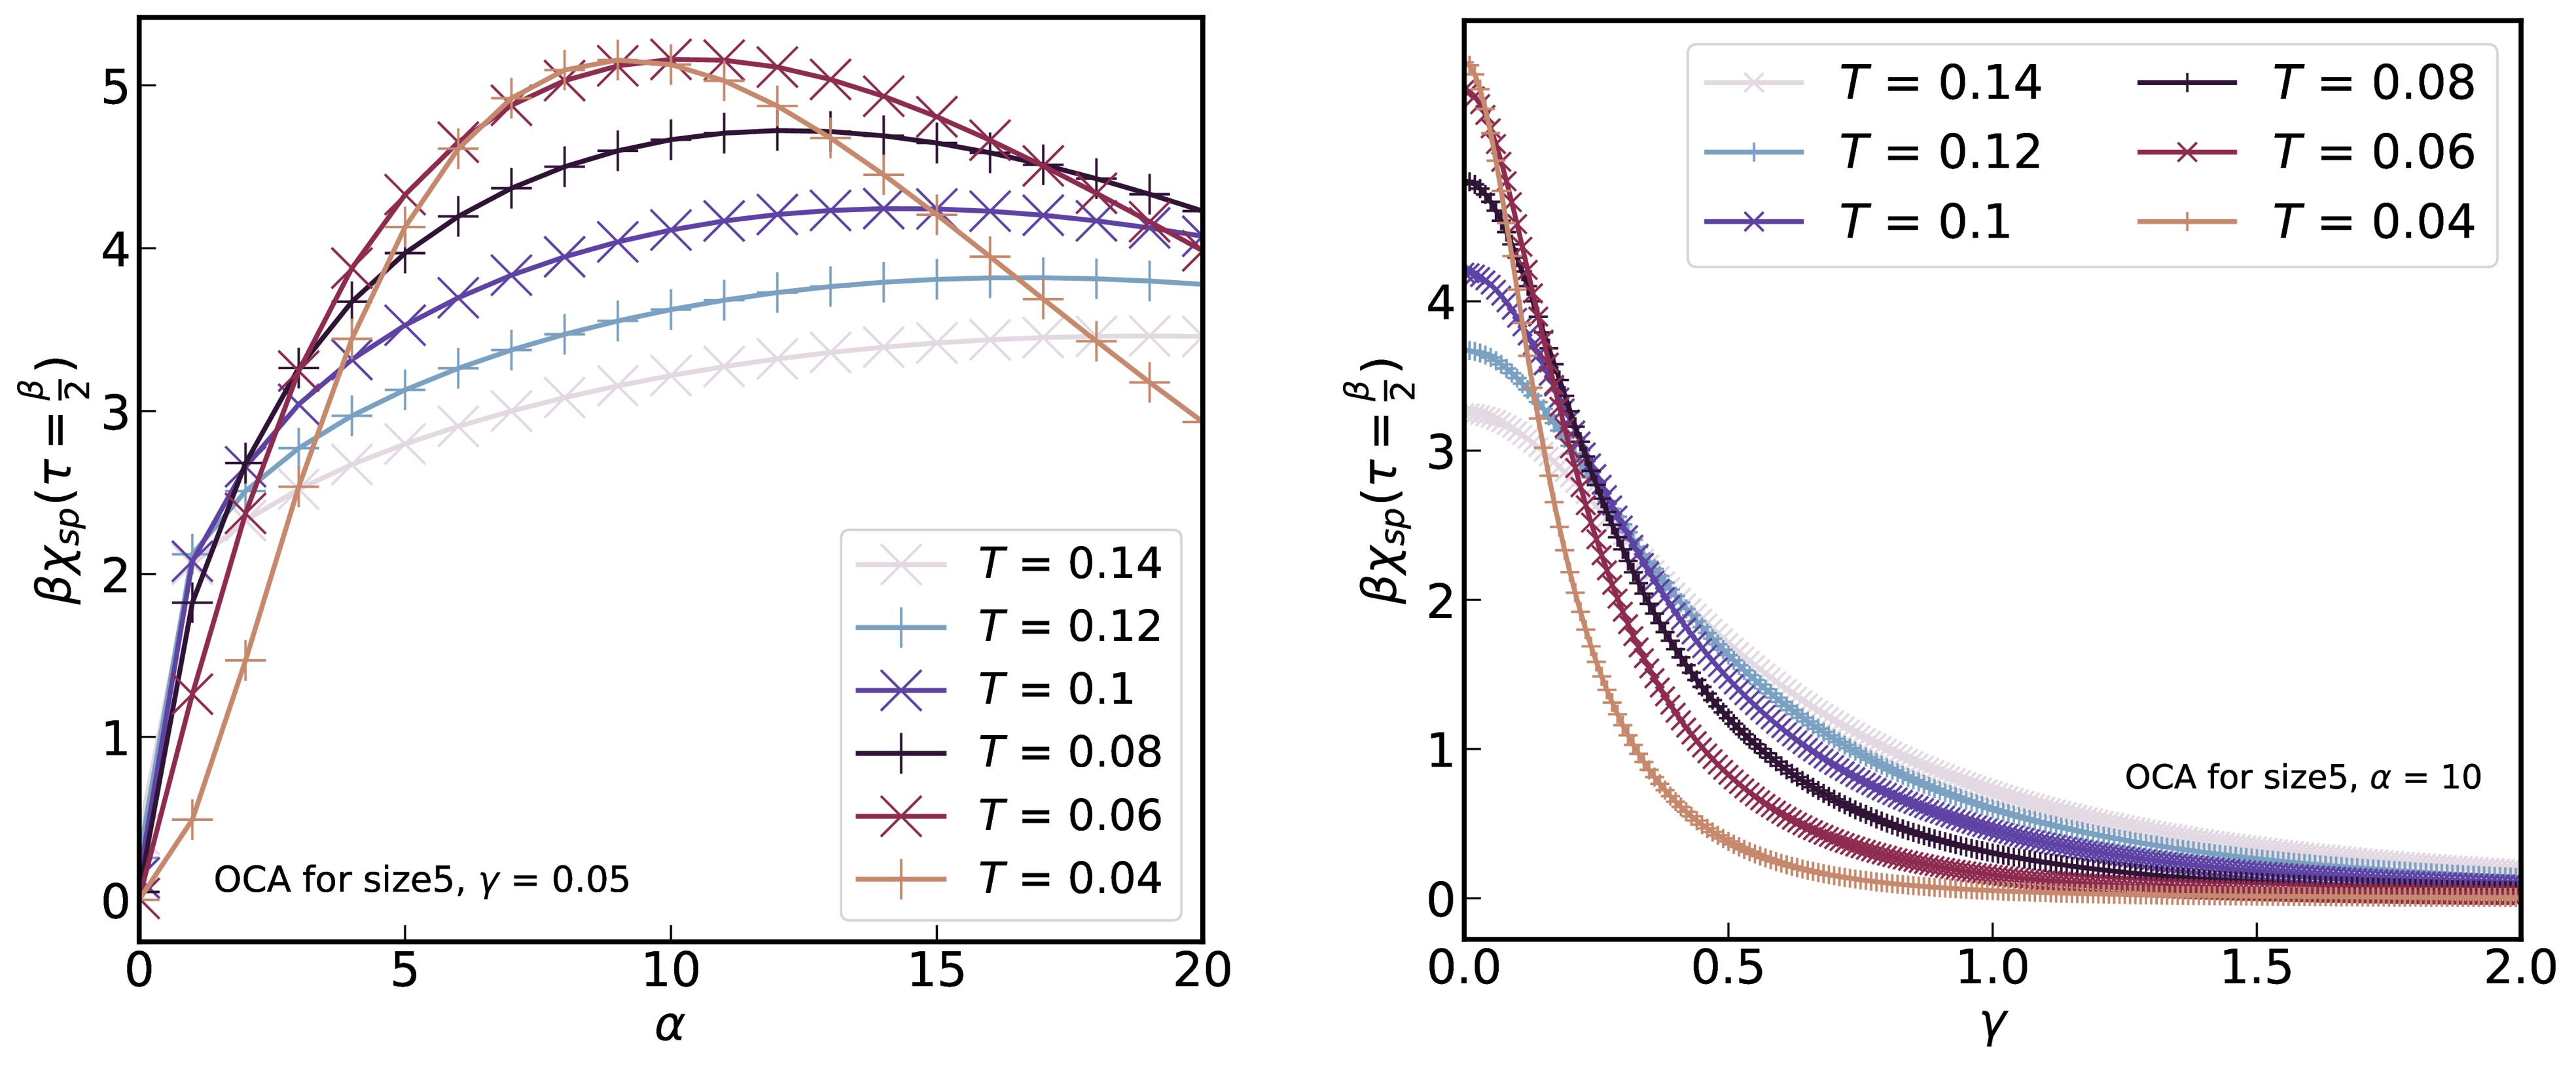 βχ_sp(τ = β/2)
5
4
3
2
1
0
T = 0.14
T = 0.12
T = 0.1
T = 0.08
T = 0.06
T = 0.04
OCA for size5, γ = 0.05
0 5 10 15 20
α
βχ_sp(τ = β/2)
4
3
2
1
0
T = 0.14 T = 0.08
T = 0.12 T = 0.06
T = 0.1 T = 0.04
OCA for size5, α = 10
0.0 0.5 1.0 1.5 2.0
γ